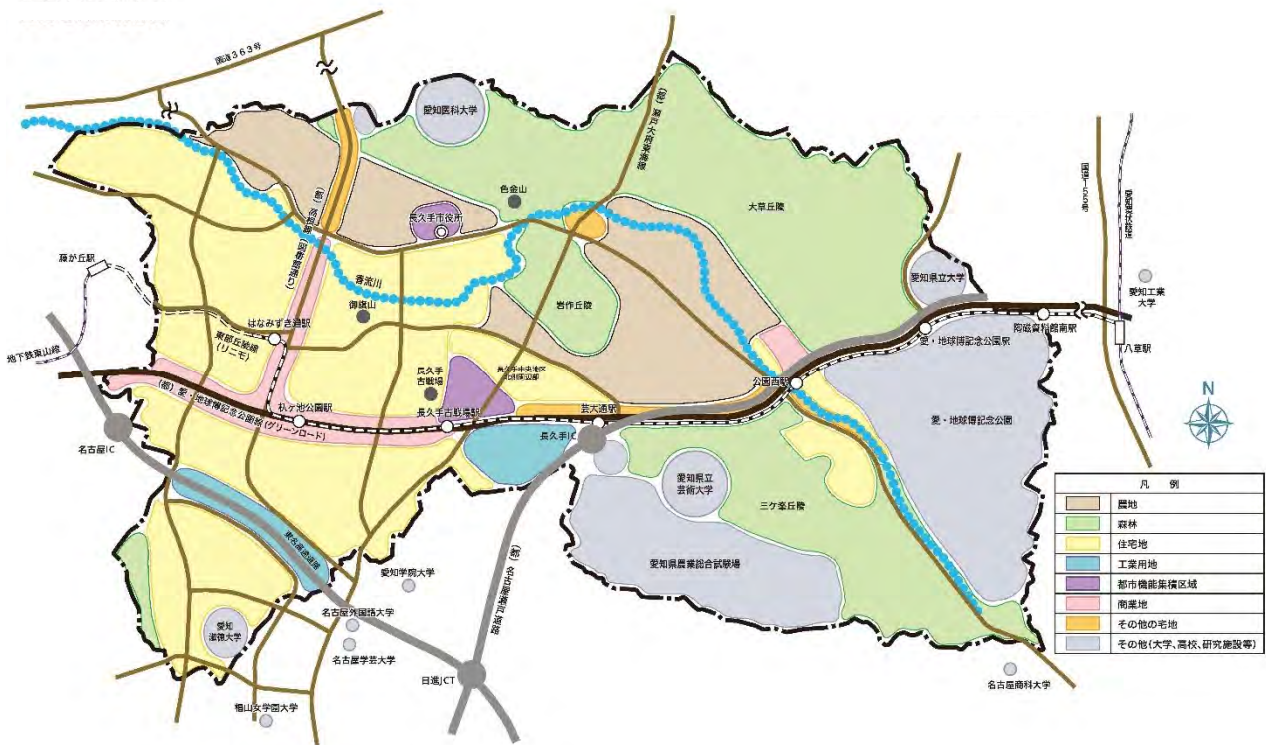 国道363号
愛知医科大学
(都)瀬戸大府東海線
色金山
大草丘陵
国道155号
愛知環状鉄道
長久手市役所
(都)高根線(図書館通り)
愛知県立大学
愛知工業
大学
藤が丘駅
香流川
御旗山
岩作丘陵
はなみずき通駅
陶磁資料館南駅
愛・地球博記念公園駅
八草駅
地下鉄東山線
東部丘陵線
(リニモ)
長久手
古戦場
長久手中央地区
公園西駅
(都)愛・地球博記念公園線(グリーンロード)
杁ヶ池公園駅
長久手古戦場駅
芸大通駅
愛・地球博記念公園
N
名古屋IC
長久手IC
愛知県立
芸術大学
三ケ峯丘陵
東名高速道路
愛知県農業総合試験場
(都)名古屋瀬戸道路
愛知学院大学
愛知
淑徳大学
名古屋外国語大学
名古屋学芸大学
日進JCT
椙山女学園大学
名古屋商科大学
凡 例
農地
森林
住宅地
工業用地
都市機能集積区域
商業地
その他の宅地
その他(大学、高校、研究施設等)